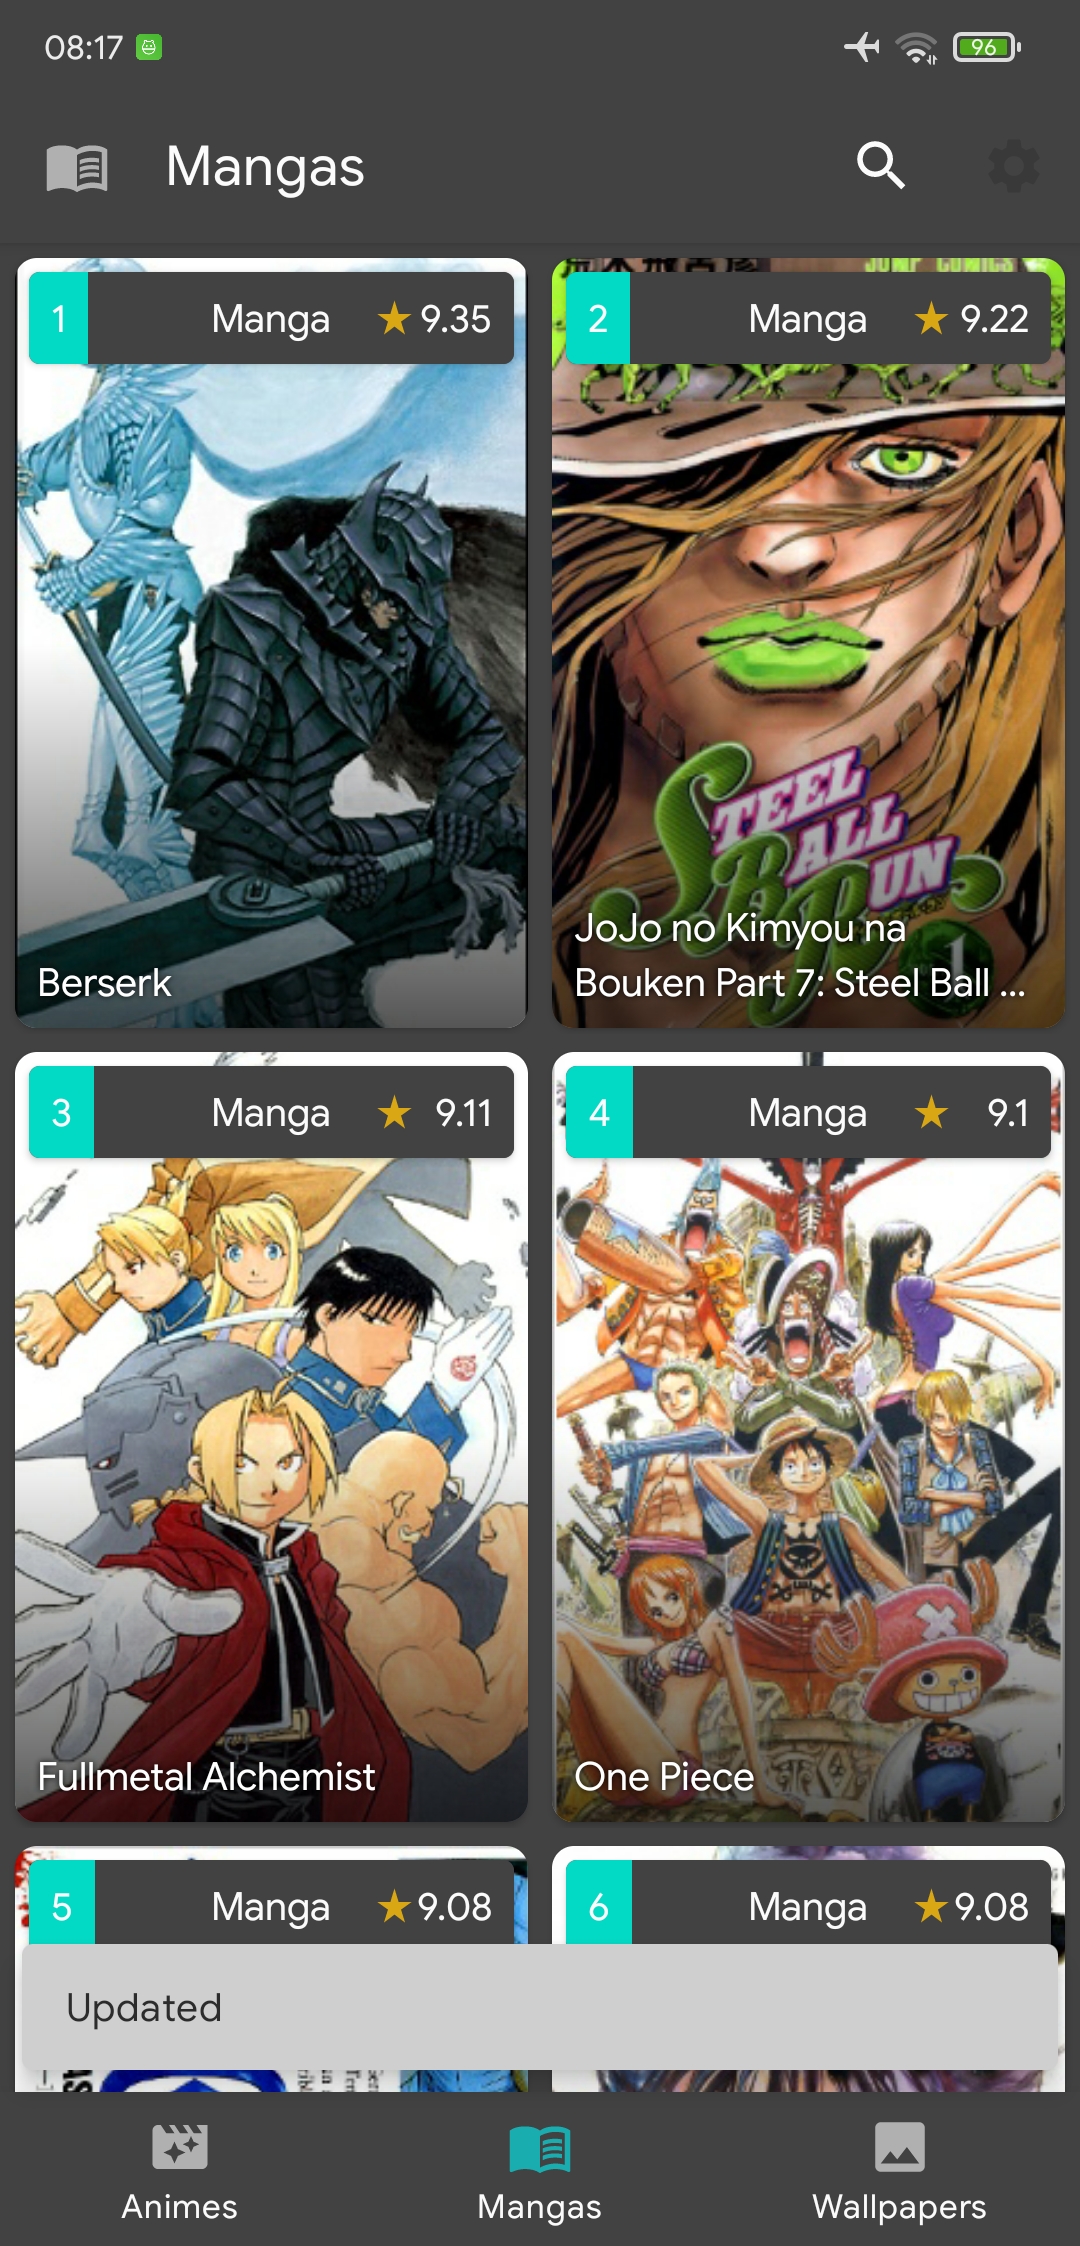 08:17
96
Mangas
1 Manga 9.35
2 Manga 9.22
JUMP COMICS
STEEL
BALL
RUN
1
Berserk
JoJo no Kimyou na
Bouken Part 7: Steel Ball ...
3 Manga 9.11
4 Manga 9.1
Fullmetal Alchemist
One Piece
5 Manga 9.08
6 Manga 9.08
Updated
Animes
Mangas
Wallpapers